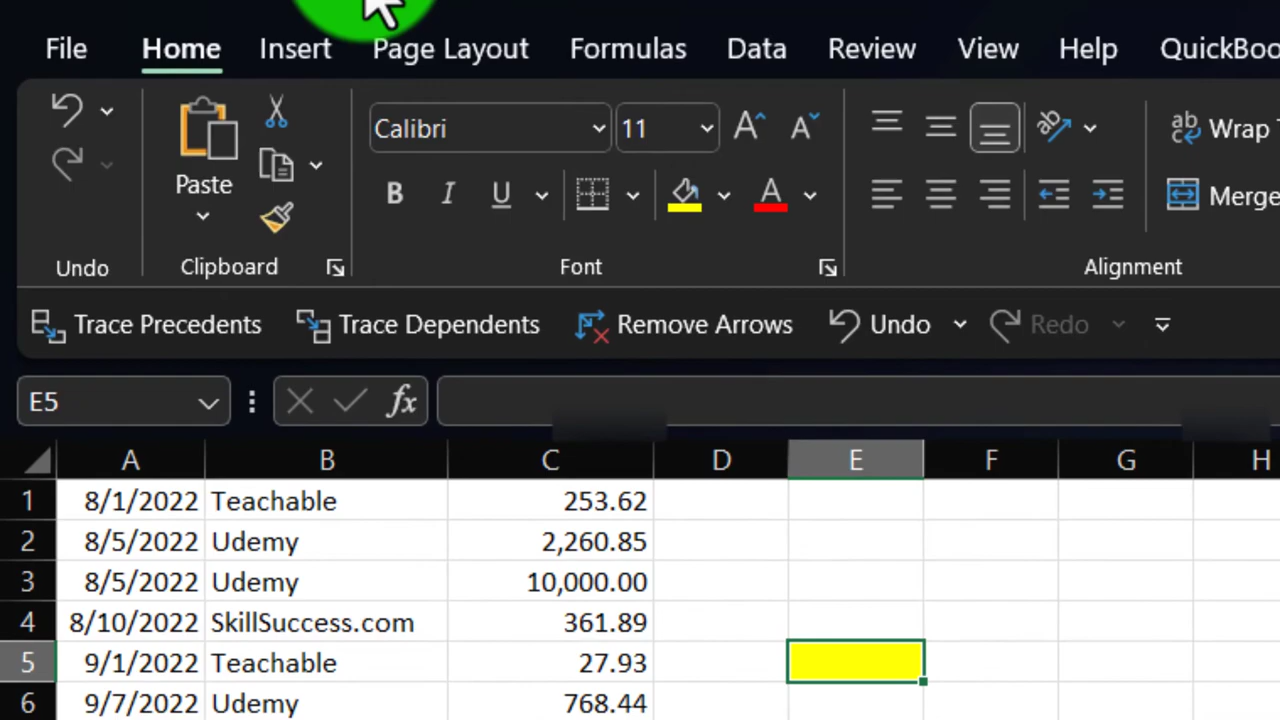 File Home Insert Page Layout Formulas Data Review View Help QuickBoo
Calibri 11 ab Wrap
Paste B I U A Merge
Undo Clipboard Font Alignment
Trace Precedents Trace Dependents Remove Arrows Undo Redo
E5 fx
A B C D E F G H
1 8/1/2022 Teachable 253.62
2 8/5/2022 Udemy 2,260.85
3 8/5/2022 Udemy 10,000.00
4 8/10/2022 SkillSuccess.com 361.89
5 9/1/2022 Teachable 27.93
6 9/7/2022 Udemy 768.44